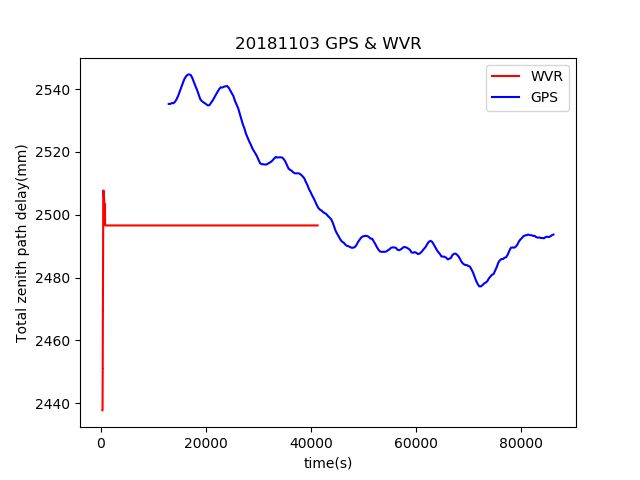 20181103 GPS & WVR
WVR
GPS
Total zenith path delay(mm)
2540
2520
2500
2480
2460
2440
0 20000 40000 60000 80000
time(s)